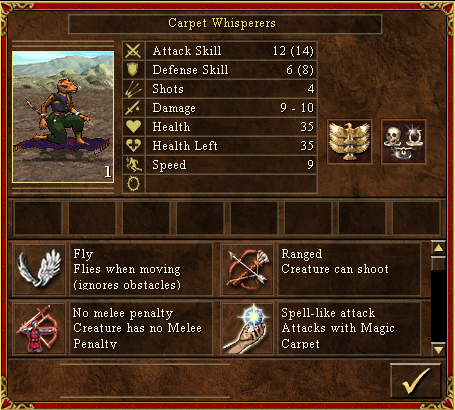 Carpet Whisperers
Attack Skill 12 (14)
Defense Skill 6 (8)
Shots 4
Damage 9 - 10
Health 35
Health Left 35
Speed 9
1
Fly
Flies when moving
(ignores obstacles)
Ranged
Creature can shoot
No melee penalty
Creature has no Melee
Penalty
Spell-like attack
Attacks with Magic
Carpet